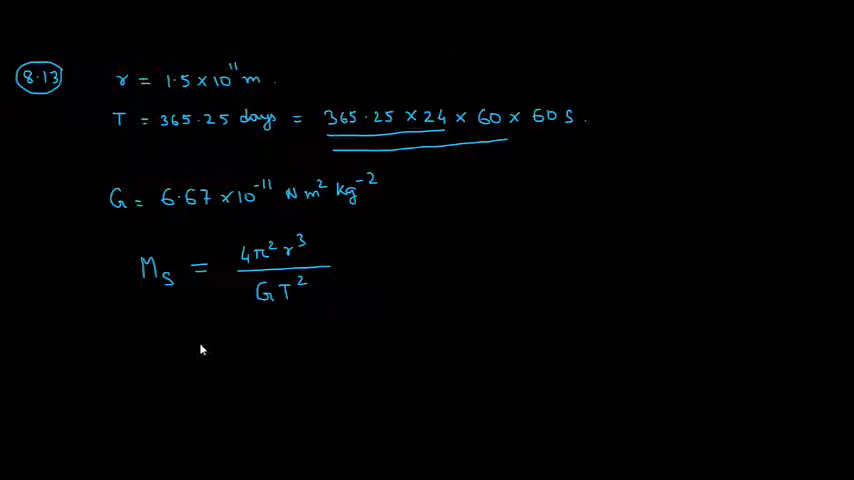 8.13 r = 1.5 × 10¹¹ m .
T = 365.25 days = 365.25 × 24 × 60 × 60 s .
G = 6.67 × 10⁻¹¹ N m² kg⁻²
M_S = 4π² r³
G T²